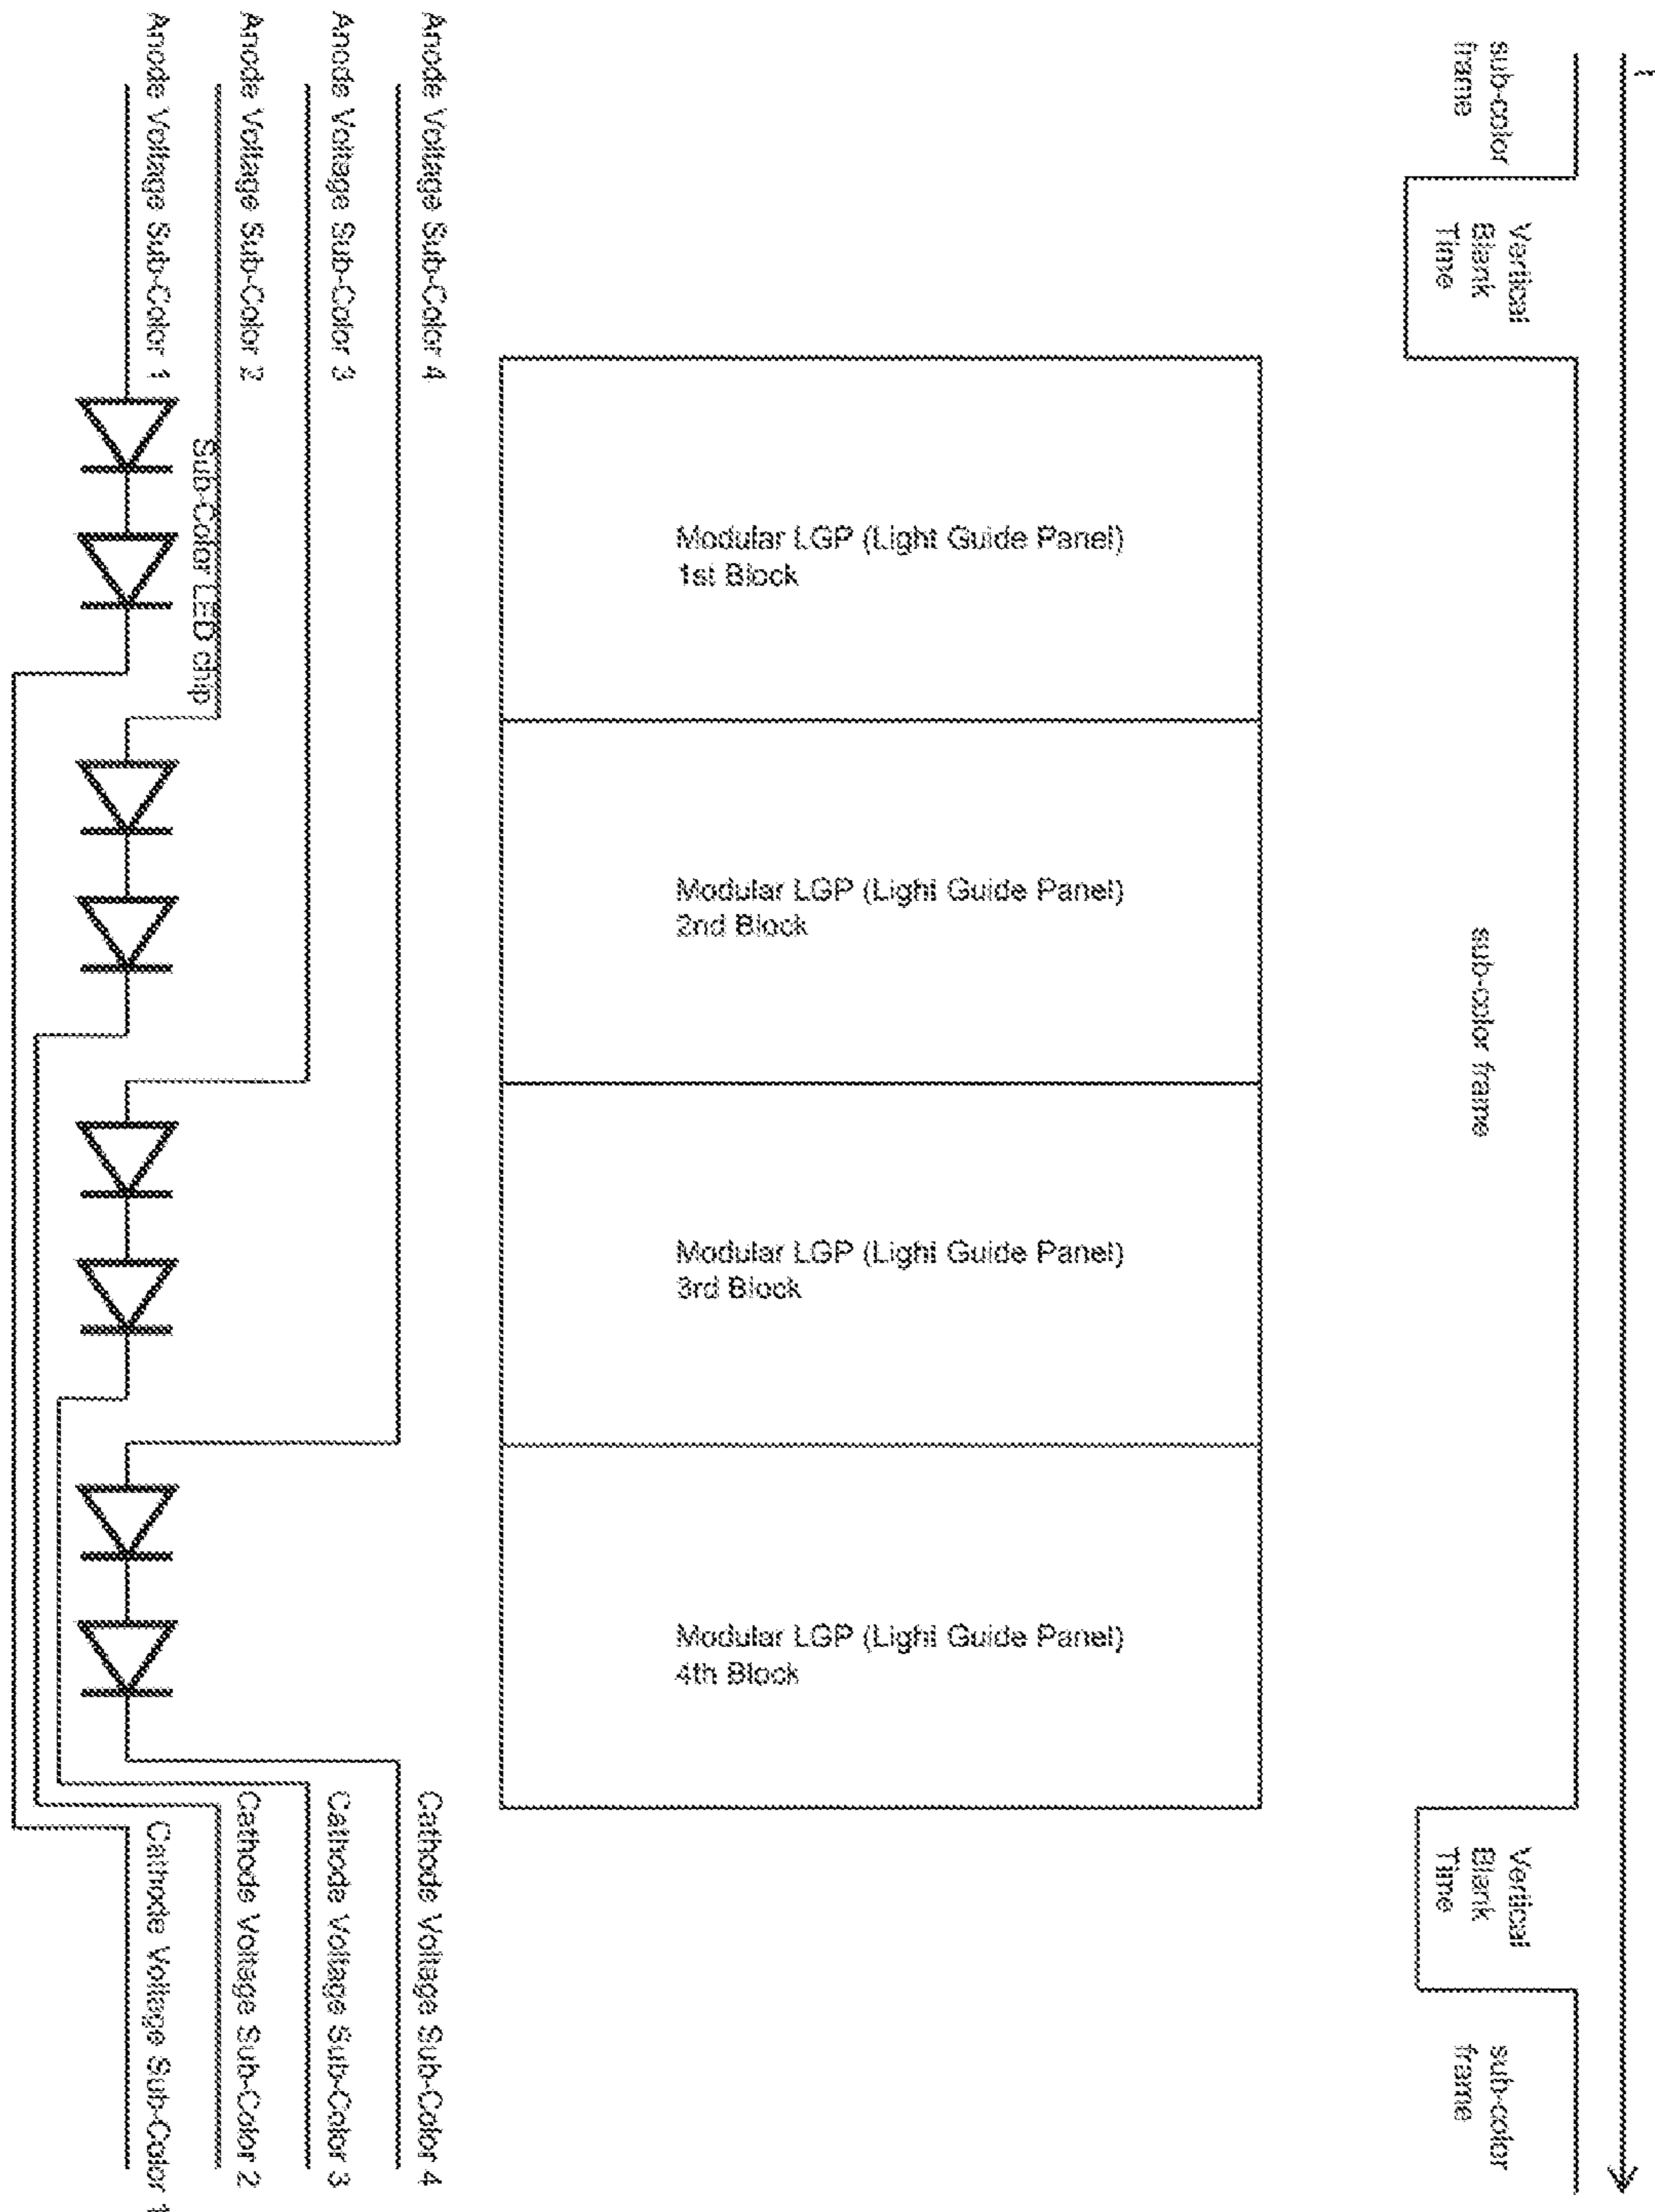 Anode Voltage Sub-Color 1
Anode Voltage Sub-Color 2
Anode Voltage Sub-Color 3
Anode Voltage Sub-Color 4
Sub-Color LED chip
Modular LGP (Light Guide Panel)
1st Block
Modular LGP (Light Guide Panel)
2nd Block
Modular LGP (Light Guide Panel)
3rd Block
Modular LGP (Light Guide Panel)
4th Block
Cathode Voltage Sub-Color 1
Cathode Voltage Sub-Color 2
Cathode Voltage Sub-Color 3
Cathode Voltage Sub-Color 4
sub-color
frame
Vertical
Blank
Time
sub-color frame
Vertical
Blank
Time
sub-color
frame